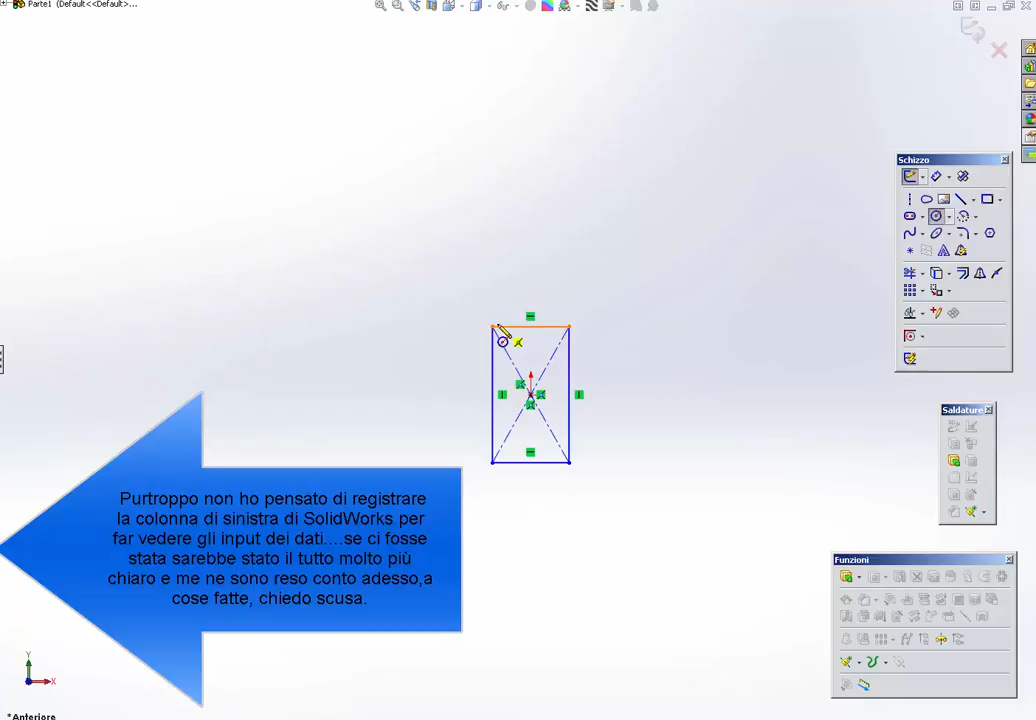 Parte1 (Default<<Default>...
Schizzo
Saldature
Purtroppo non ho pensato di registrare
la colonna di sinistra di SolidWorks per
far vedere gli input dei dati....se ci fosse
stata sarebbe stato il tutto molto più
chiaro e me ne sono reso conto adesso,a
cose fatte, chiedo scusa.
Funzioni
Y
X
*Anteriore